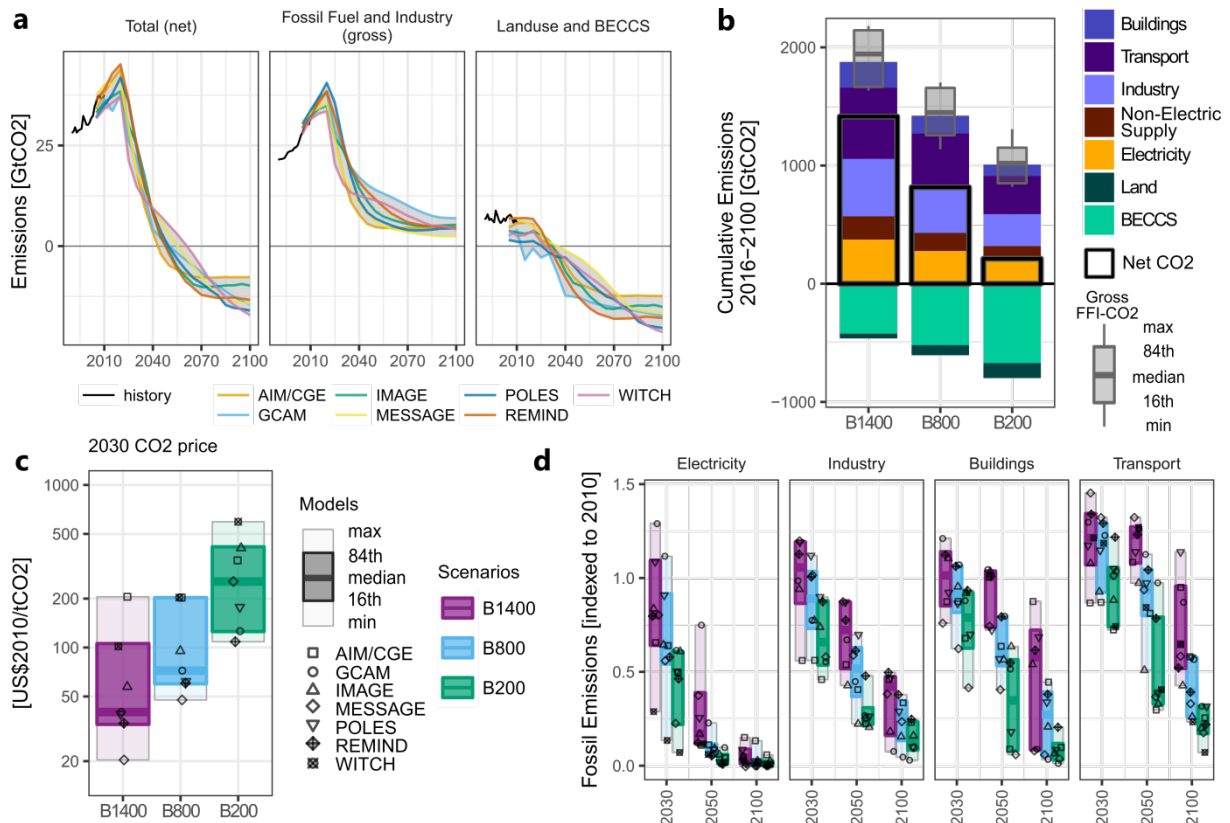 a
Total (net)
Fossil Fuel and Industry
(gross)
Landuse and BECCS
Emissions [GtCO2]
25
0
2010 2040 2070 2100
2010 2040 2070 2100
2010 2040 2070 2100
history
AIM/CGE
IMAGE
POLES
WITCH
GCAM
MESSAGE
REMIND
b
Cumulative Emissions
2016−2100 [GtCO2]
2000
1000
0
−1000
B1400 B800 B200
Buildings
Transport
Industry
Non-Electric
Supply
Electricity
Land
BECCS
Net CO2
Gross
FFI-CO2
max
84th
median
16th
min
c
2030 CO2 price
[US$2010/tCO2]
1000
500
200
100
50
20
B1400 B800 B200
Models
max
84th
median
16th
min
AIM/CGE
GCAM
IMAGE
MESSAGE
POLES
REMIND
WITCH
Scenarios
B1400
B800
B200
d
Electricity
Industry
Buildings
Transport
Fossil Emissions [indexed to 2010]
1.5
1.0
0.5
0.0
2030 2050 2100
2030 2050 2100
2030 2050 2100
2030 2050 2100